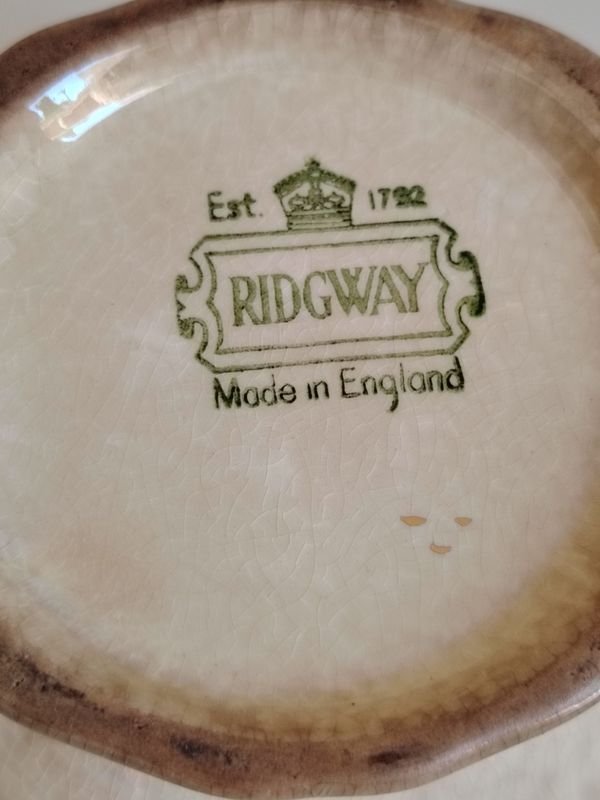 Est. 1792
RIDGWAY
Made in England